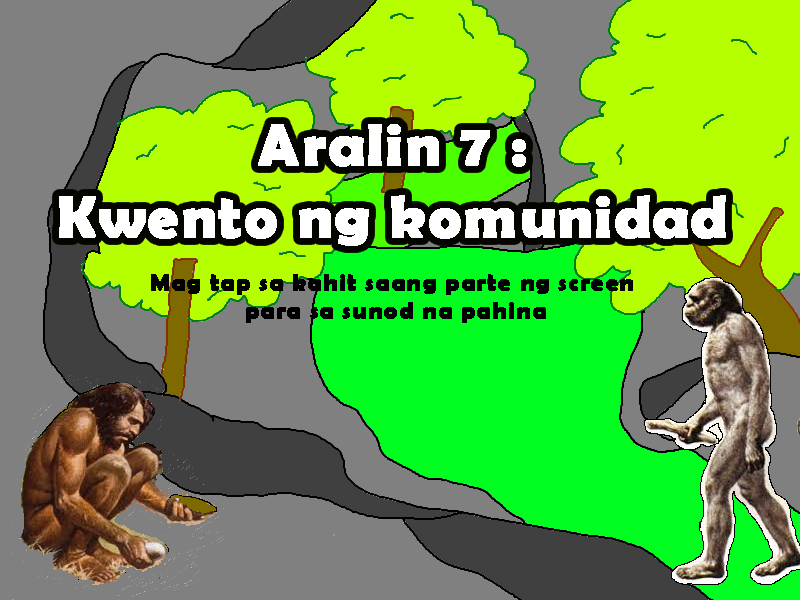 Aralin 7 :
Kwento ng komunidad
Mag tap sa kahit saang parte ng screen
para sa sunod na pahina